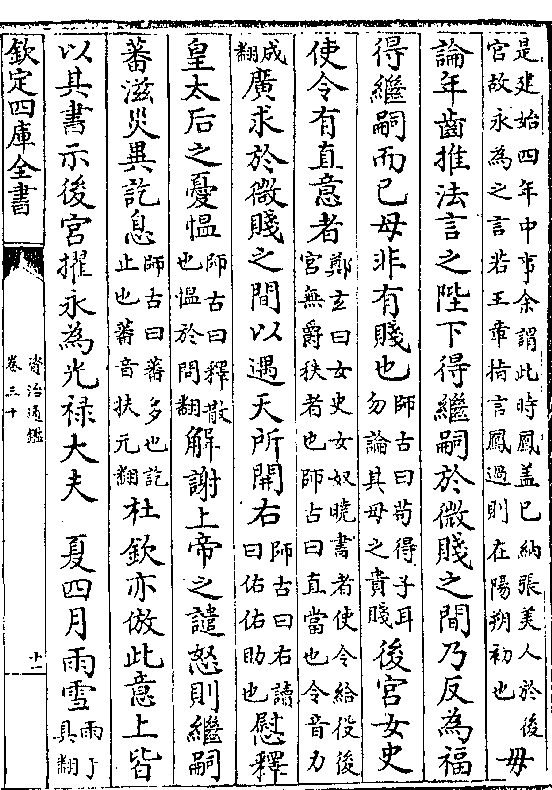 是建始四年中事余謂此時鳳盖已納張美人於後
宮故永為之言若王章指言鳳過則在陽朔初也
毋
論年齒推法言之陛下得繼嗣於微賤之間乃反為福
得繼嗣而已母非有賤也
師古曰苟得子耳
勿論其母之貴賤
後宮女史
使令有直意者
鄭玄曰女史女奴曉書者使令給役後
宮無爵秩者也師古曰直當也令音力
成
翻
廣求於微賤之間以遇天所開右
師古曰右讀
曰佑佑助也
慰釋
皇太后之憂愠
師古曰釋散
也愠於問翻
解謝上帝之譴怒則繼嗣
蕃滋災異訖息
師古曰蕃多也訖
止也蕃音扶元翻
杜欽亦倣此意上皆
以其書示後宮擢永為光禄大夫　夏四月雨雪
雨于
具翻
欽定四庫全書
資治通鑑
卷三十
十一